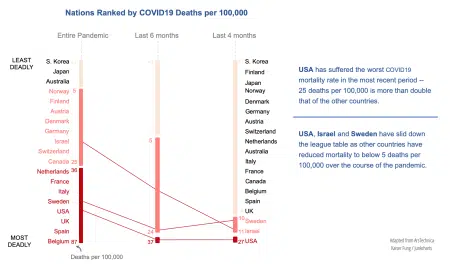 Nations Ranked by COVID19 Deaths per 100,000
Entire Pandemic
Last 6 months
Last 4 months
LEAST
DEADLY
S. Korea
Japan
Australia
Norway
Finland
Austria
Denmark
Germany
Israel
Switzerland
Canada
Netherlands
France
Italy
Sweden
USA
UK
Spain
Belgium
MOST
DEADLY
25
36
87
Deaths per 100,000
24
37
S. Korea
Finland
Japan
Norway
Denmark
Germany
Austria
Switzerland
Netherlands
Australia
Italy
France
Canada
Belgium
Spain
UK
Sweden
Israel
USA
10
11
27
USA has suffered the worst COVID19
mortality rate in the most recent period --
25 deaths per 100,000 is more than double
that of the other countries.
USA, Israel and Sweden have slid down
the league table as other countries have
reduced mortality to below 5 deaths per
100,000 over the course of the pandemic.
Adapted from ArsTechnica
Karen Fung / junkcharts